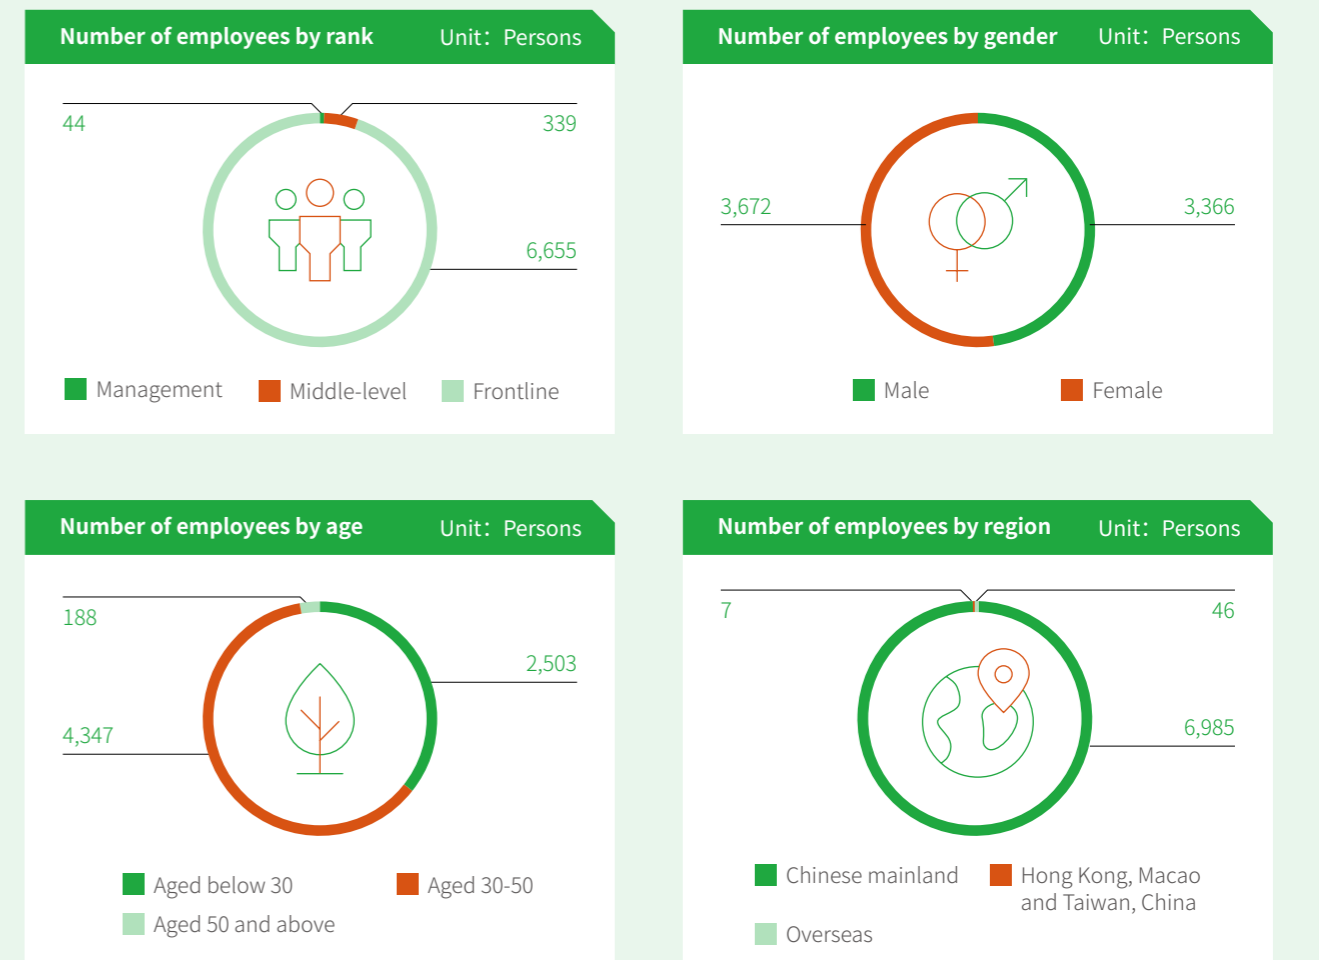 Number of employees by rank
Unit：Persons
44
339
6,655
Management
Middle-level
Frontline
Number of employees by gender
Unit：Persons
3,672
3,366
Male
Female
Number of employees by age
Unit：Persons
188
2,503
4,347
Aged below 30
Aged 30-50
Aged 50 and above
Number of employees by region
Unit：Persons
7
46
6,985
Chinese mainland
Hong Kong, Macao
and Taiwan, China
Overseas